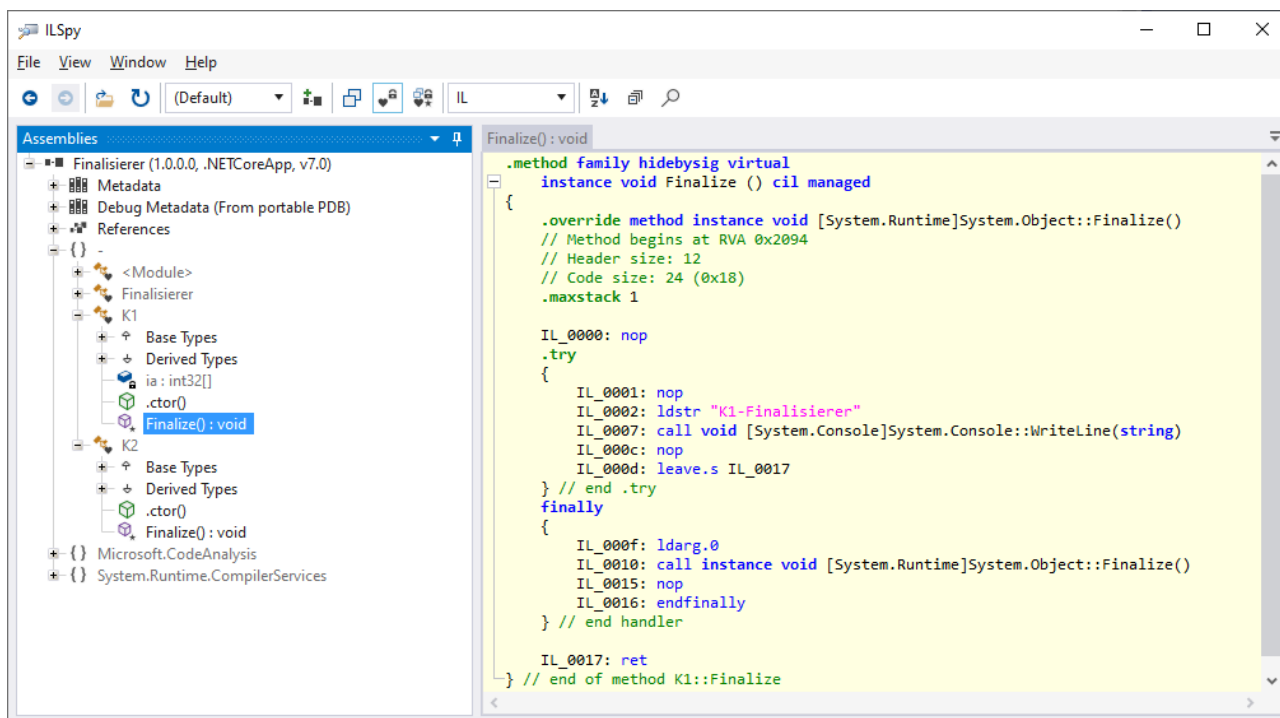 ILSpy
File View Window Help
(Default) IL
Assemblies
Finalisierer (1.0.0.0, .NETCoreApp, v7.0)
Metadata
Debug Metadata (From portable PDB)
References
{ } -
<Module>
Finalisierer
K1
Base Types
Derived Types
ia : int32[]
.ctor()
Finalize() : void
K2
Base Types
Derived Types
.ctor()
Finalize() : void
{ } Microsoft.CodeAnalysis
{ } System.Runtime.CompilerServices
Finalize() : void
.method family hidebysig virtual
instance void Finalize () cil managed
{
.override method instance void [System.Runtime]System.Object::Finalize()
// Method begins at RVA 0x2094
// Header size: 12
// Code size: 24 (0x18)
.maxstack 1
IL_0000: nop
.try
{
IL_0001: nop
IL_0002: ldstr "K1-Finalisierer"
IL_0007: call void [System.Console]System.Console::WriteLine(string)
IL_000c: nop
IL_000d: leave.s IL_0017
} // end .try
finally
{
IL_000f: ldarg.0
IL_0010: call instance void [System.Runtime]System.Object::Finalize()
IL_0015: nop
IL_0016: endfinally
} // end handler
IL_0017: ret
} // end of method K1::Finalize